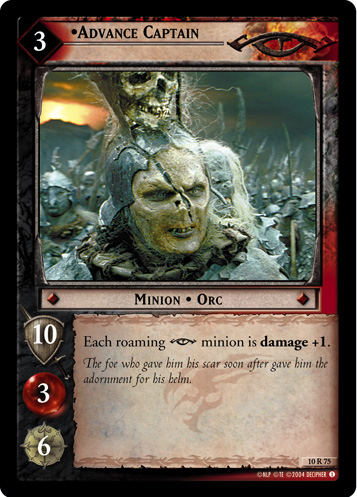 3
•Advance Captain
Minion • Orc
10
Each roaming minion is damage +1.
The foe who gave him his scar soon after gave him the
adornment for his helm.
3
6
10 R 75
©NLP ©TE ©2004 DECIPHER